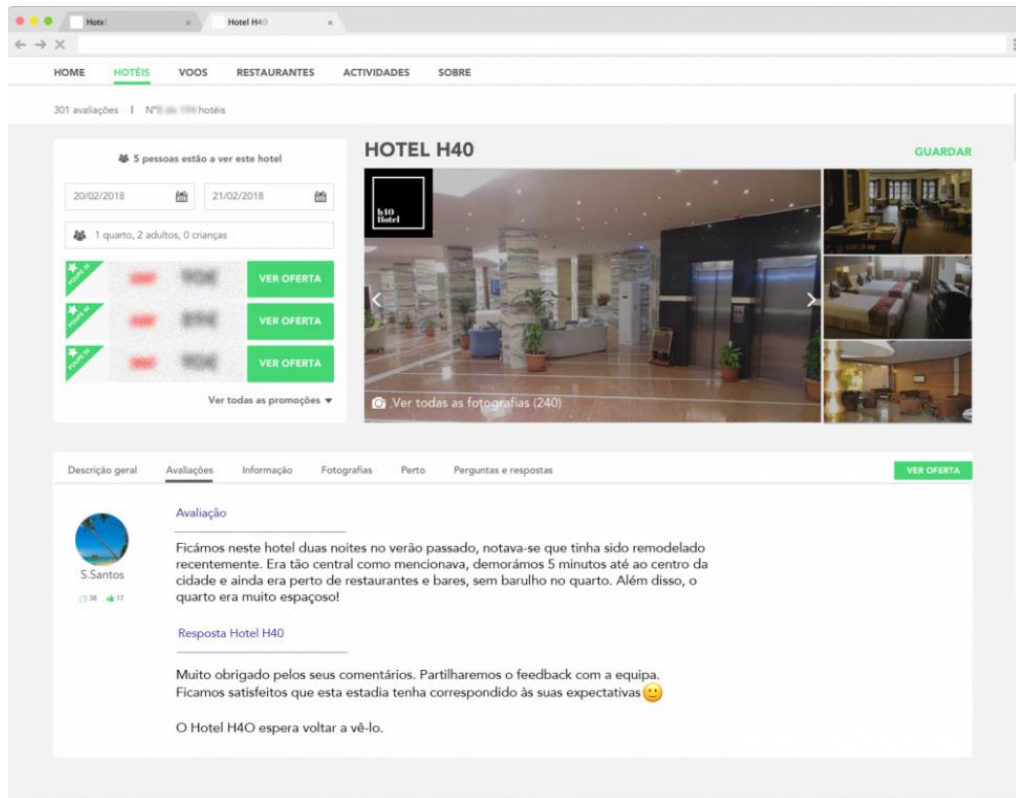 Hote
Hotel H40
HOME HOTÉIS VOOS RESTAURANTES ACTIVIDADES SOBRE
301 avaliações | Nº hotéis
5 pessoas estão a ver este hotel
20/02/2018 21/02/2018
1 quarto, 2 adultos, 0 crianças
VER OFERTA
VER OFERTA
VER OFERTA
Ver todas as promoções
HOTEL H40
GUARDAR
h40
Hotel
.Ver todas as fotografias (240)
Descrição geral Avaliações Informação Fotografias Perto Perguntas e respostas
VER OFERTA
S.Santos
38 17
Avaliação
Ficámos neste hotel duas noites no verão passado, notava-se que tinha sido remodelado
recentemente. Era tão central como mencionava, demorámos 5 minutos até ao centro da
cidade e ainda era perto de restaurantes e bares, sem barulho no quarto. Além disso, o
quarto era muito espaçoso!
Resposta Hotel H40
Muito obrigado pelos seus comentários. Partilharemos o feedback com a equipa.
Ficamos satisfeitos que esta estadia tenha correspondido às suas expectativas🙂
O Hotel H4O espera voltar a vê-lo.